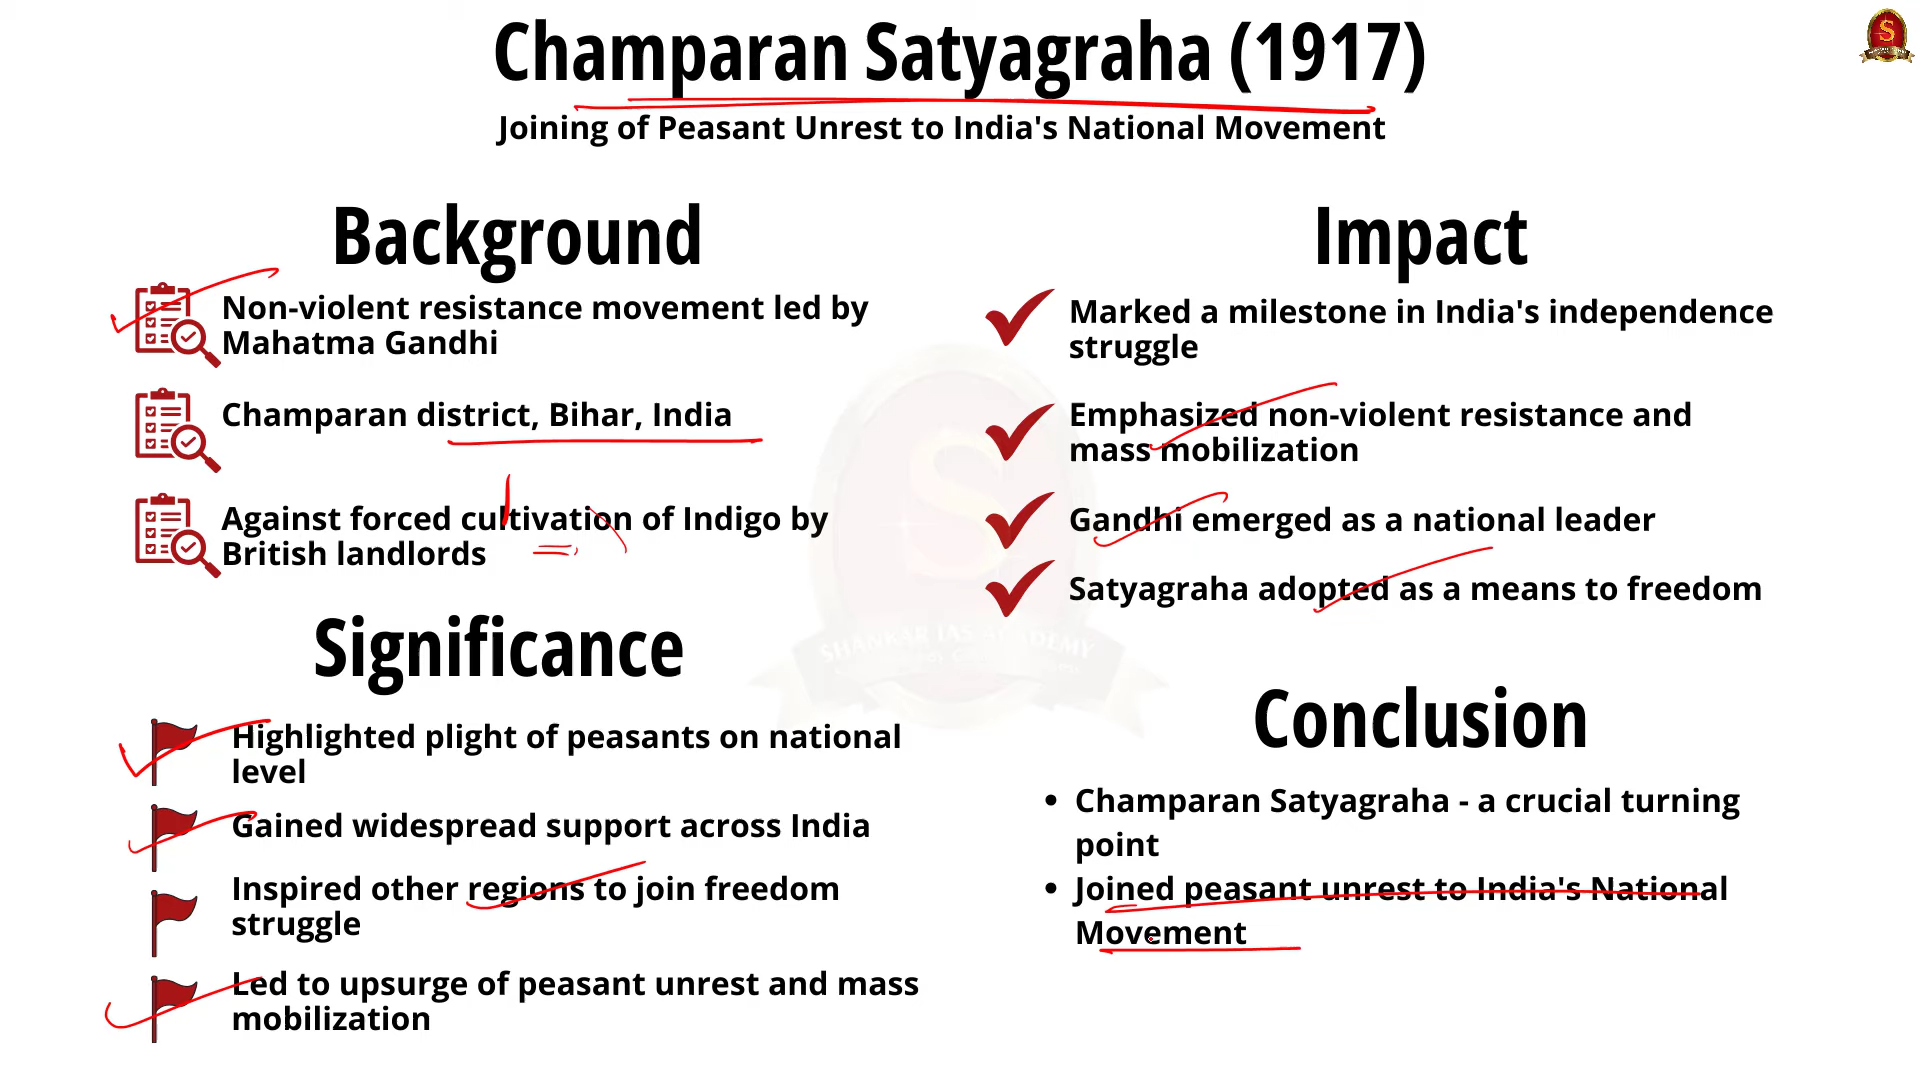 Champaran Satyagraha (1917)
Joining of Peasant Unrest to India's National Movement
Background
Non-violent resistance movement led by
Mahatma Gandhi
Champaran district, Bihar, India
Against forced cultivation of Indigo by
British landlords
Significance
Highlighted plight of peasants on national
level
Gained widespread support across India
Inspired other regions to join freedom
struggle
Led to upsurge of peasant unrest and mass
mobilization
Impact
Marked a milestone in India's independence
struggle
Emphasized non-violent resistance and
mass mobilization
Gandhi emerged as a national leader
Satyagraha adopted as a means to freedom
Conclusion
• Champaran Satyagraha - a crucial turning
point
• Joined peasant unrest to India's National
Movement
S
SHANKAR IAS ACADEMY
S